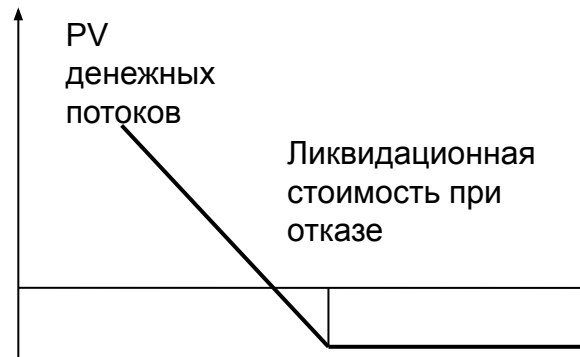 PV
денежных
потоков
Ликвидационная
стоимость при
отказе